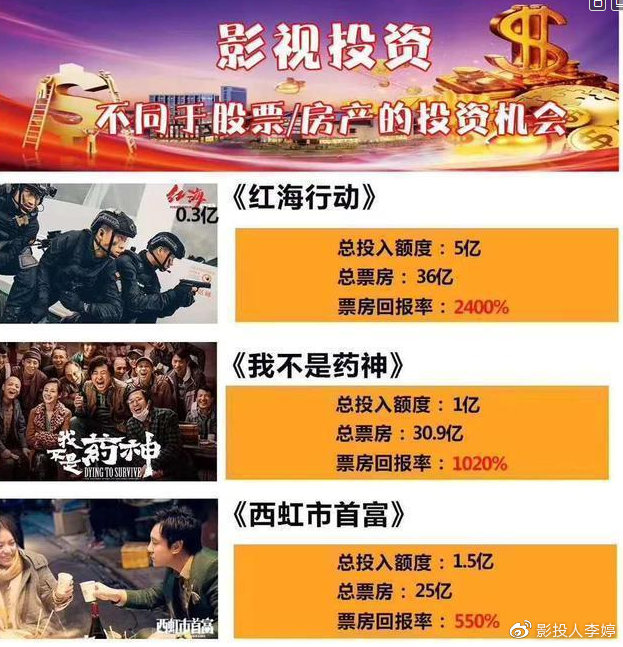 影视投资
不同于股票/房产的投资机会
红海
0.3亿
《红海行动》
总投入额度：5亿
总票房：36亿
票房回报率：2400%
我不是药神
DYING TO SURVIVE
《我不是药神》
总投入额度：1亿
总票房：30.9亿
票房回报率：1020%
西虹市首富
《西虹市首富》
总投入额度：1.5亿
总票房：25亿
票房回报率：550%
影投人李婷